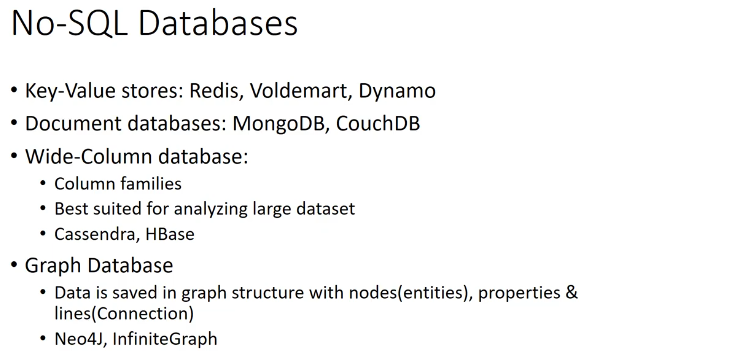 No-SQL Databases
• Key-Value stores: Redis, Voldemart, Dynamo
• Document databases: MongoDB, CouchDB
• Wide-Column database:
• Column families
• Best suited for analyzing large dataset
• Cassendra, HBase
• Graph Database
• Data is saved in graph structure with nodes(entities), properties &
lines(Connection)
• Neo4J, InfiniteGraph